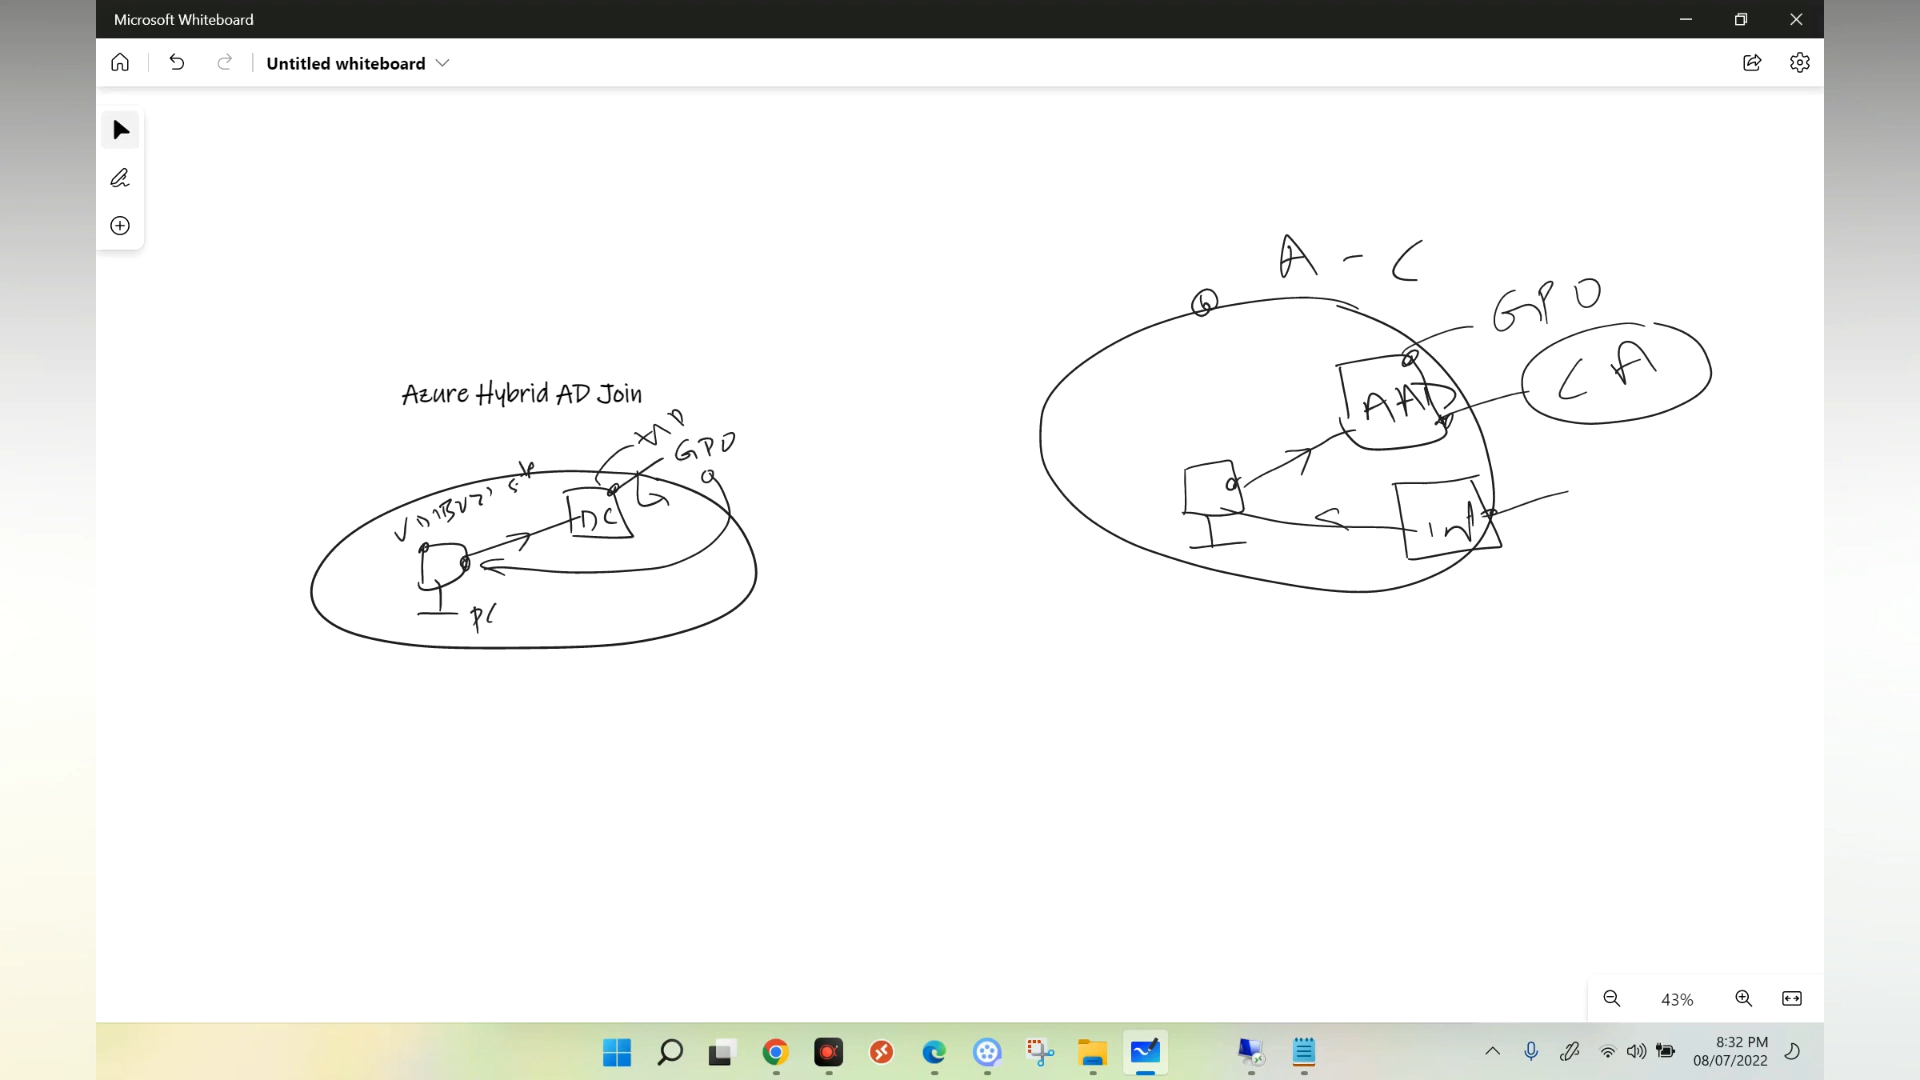 Microsoft Whiteboard
Untitled whiteboard
A - C
GPO
CA
AAD
Azure Hybrid AD Join
GPO
DC
PC
43%
8:32 PM
08/07/2022